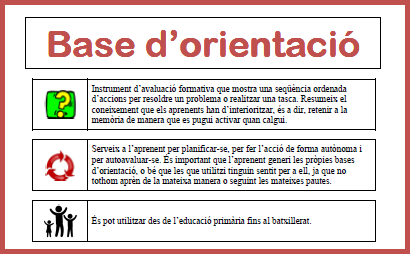 Base d'orientació
Instrument d'avaluació formativa que mostra una seqüència ordenada
d'accions per resoldre un problema o realitzar una tasca. Resumeix el
coneixement que els aprenents han d'interioritzar, és a dir, retenir a la
memòria de manera que es pugui activar quan calgui.
Serveix a l'aprenent per planificar-se, per fer l'acció de forma autònoma i
per autoavaluar-se. És important que l'aprenent generi les pròpies bases
d'orientació, o bé que les que utilitzi tinguin sentit per a ell, ja que no
tothom aprèn de la mateixa manera o seguint les mateixes pautes.
És pot utilitzar des de l'educació primària fins al batxillerat.